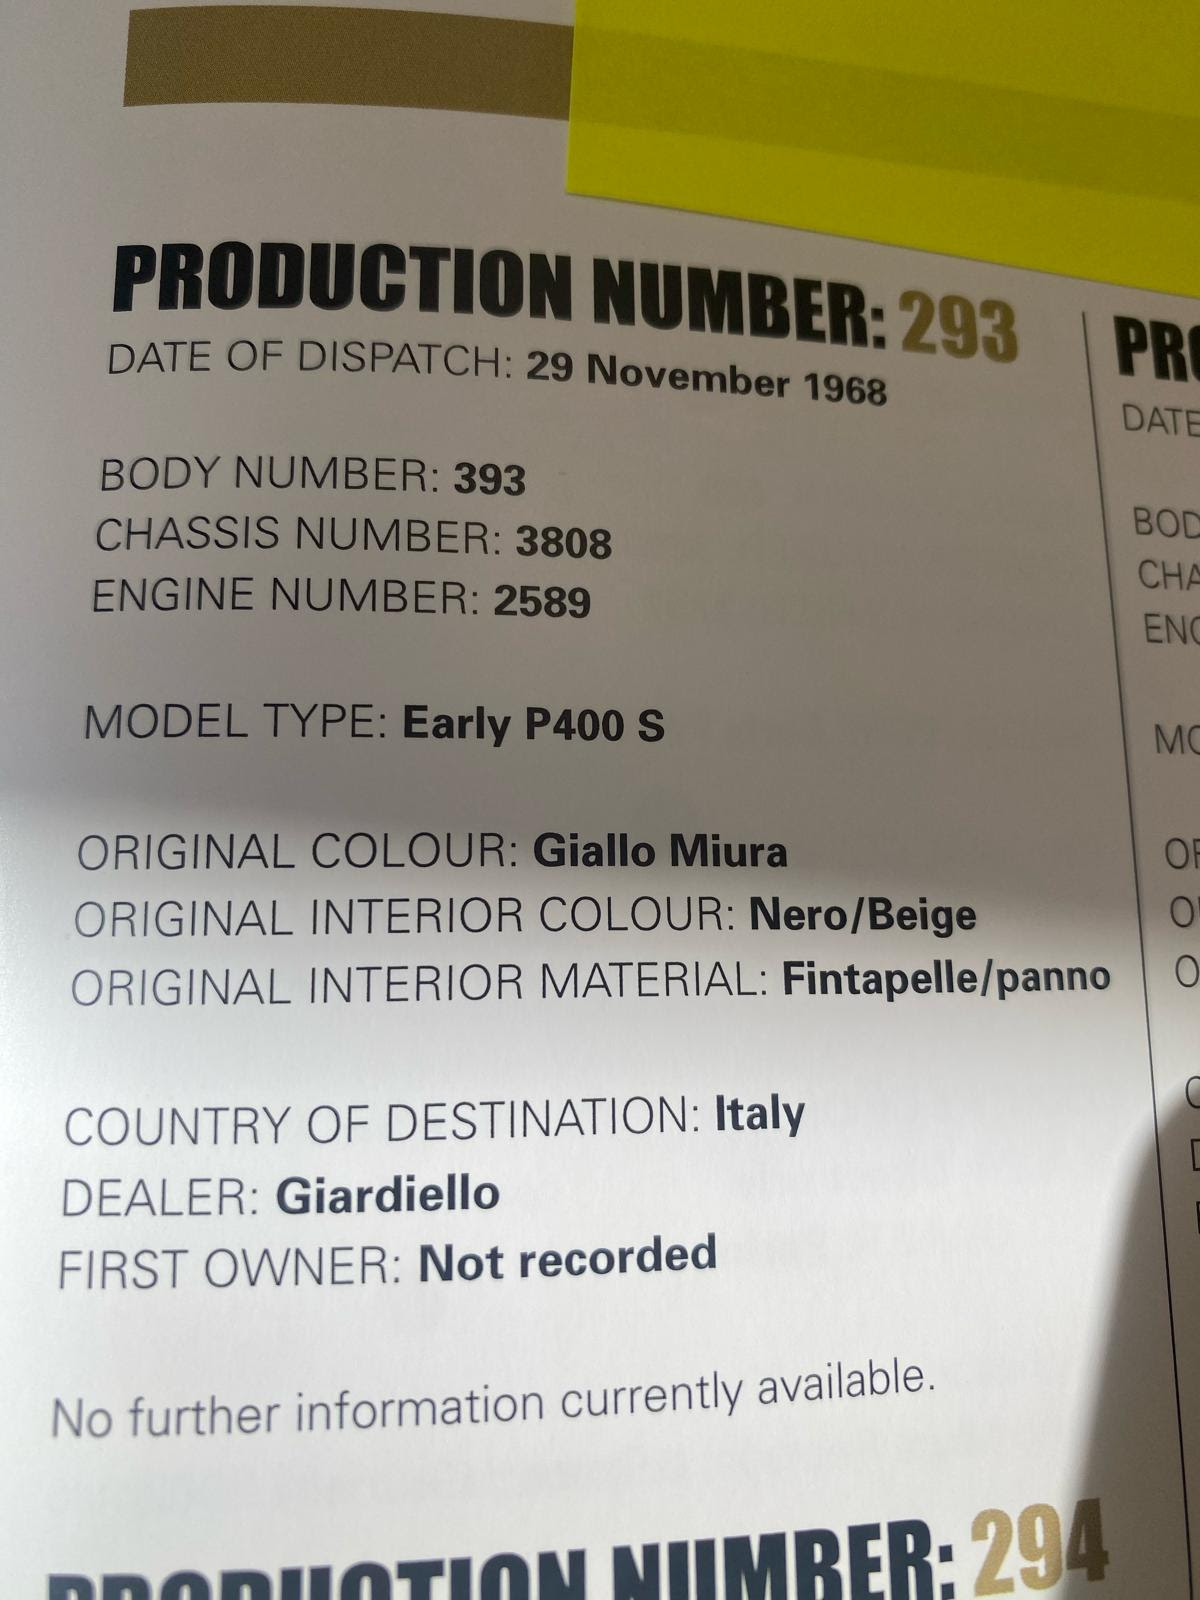 PRODUCTION NUMBER: 293
DATE OF DISPATCH: 29 November 1968
BODY NUMBER: 393
CHASSIS NUMBER: 3808
ENGINE NUMBER: 2589
MODEL TYPE: Early P400 S
ORIGINAL COLOUR: Giallo Miura
ORIGINAL INTERIOR COLOUR: Nero/Beige
ORIGINAL INTERIOR MATERIAL: Fintapelle/panno
COUNTRY OF DESTINATION: Italy
DEALER: Giardiello
FIRST OWNER: Not recorded
No further information currently available.
PRODUCTION NUMBER: 294
DATE